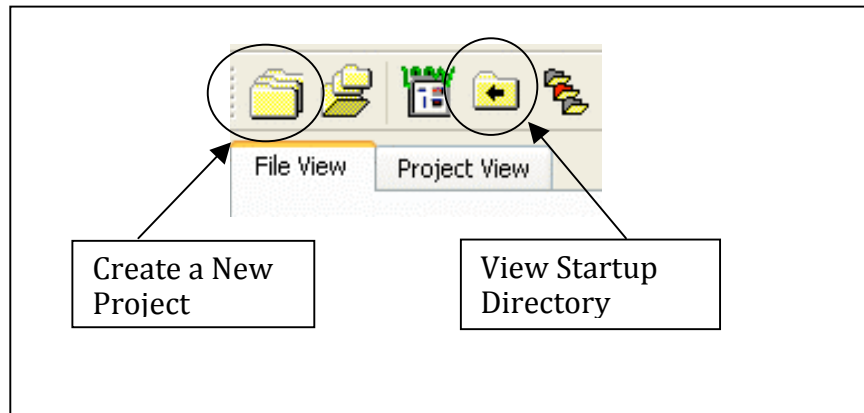 File View
Project View
Create a New
Project
View Startup
Directory